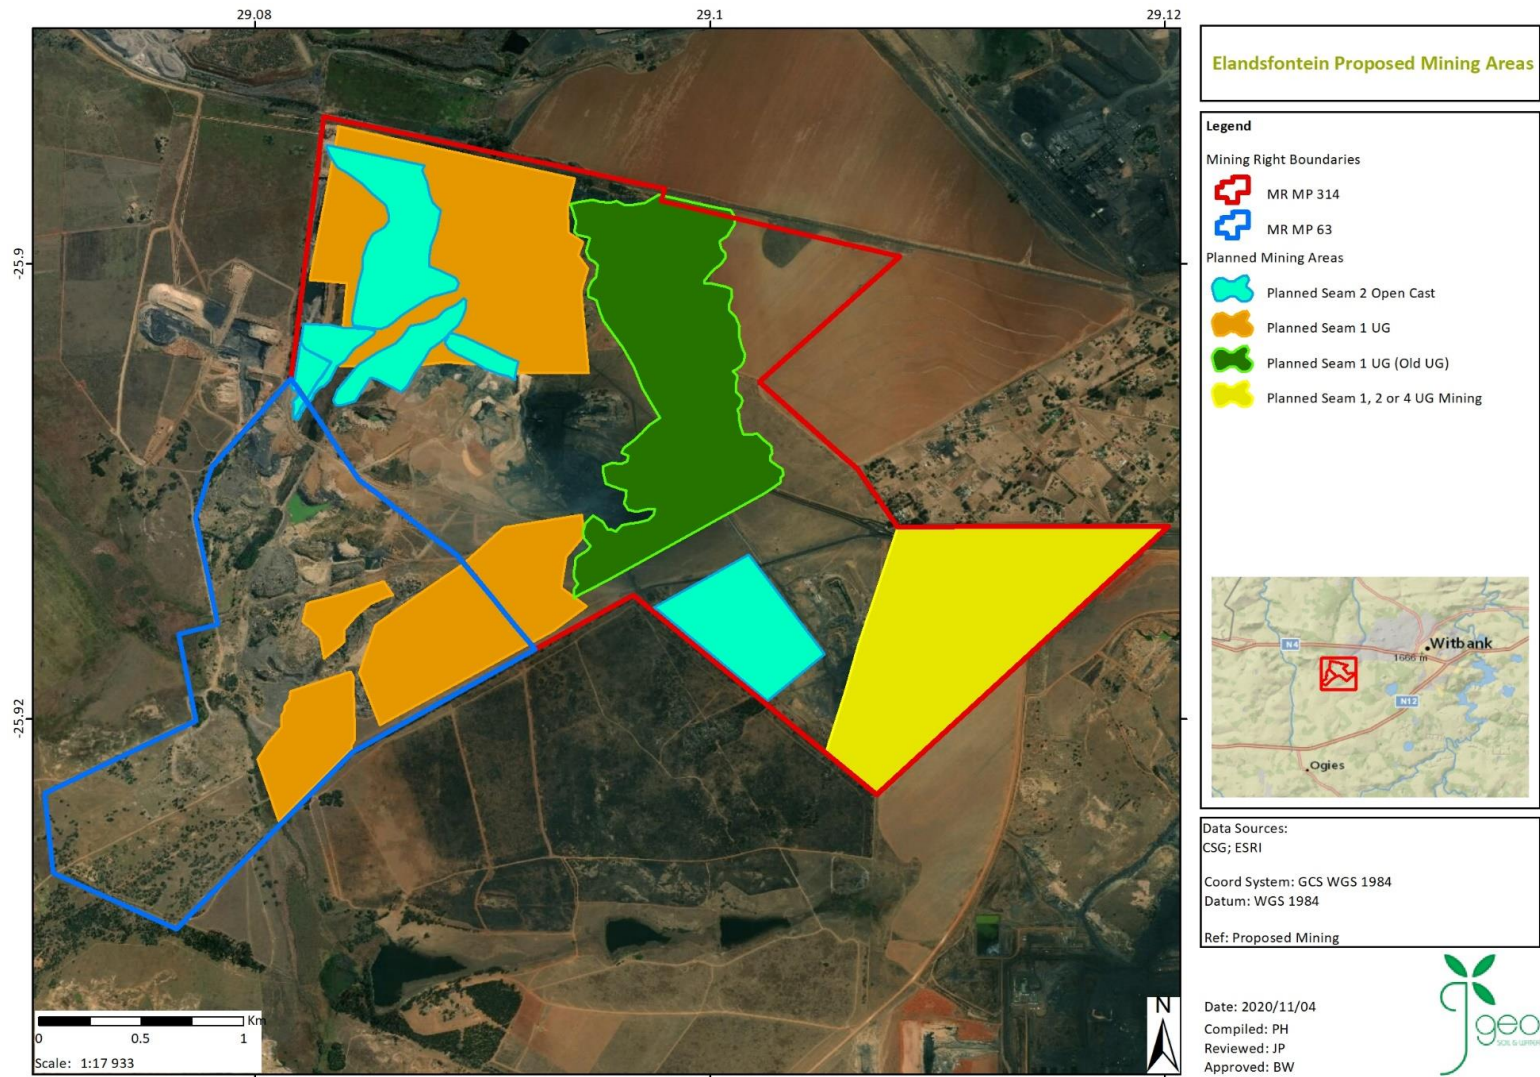 29.08
29.1
29.12
-25.9
-25.92
Elandsfontein Proposed Mining Areas
Legend
Mining Right Boundaries
MR MP 314
MR MP 63
Planned Mining Areas
Planned Seam 2 Open Cast
Planned Seam 1 UG
Planned Seam 1 UG (Old UG)
Planned Seam 1, 2 or 4 UG Mining
N4
Witbank
1666 m
N12
Ogies
Data Sources:
CSG; ESRI
Coord System: GCS WGS 1984
Datum: WGS 1984
Ref: Proposed Mining
Date: 2020/11/04
Compiled: PH
Reviewed: JP
Approved: BW
geo
SOIL & WATER
N
Km
0 0.5 1
Scale: 1:17 933